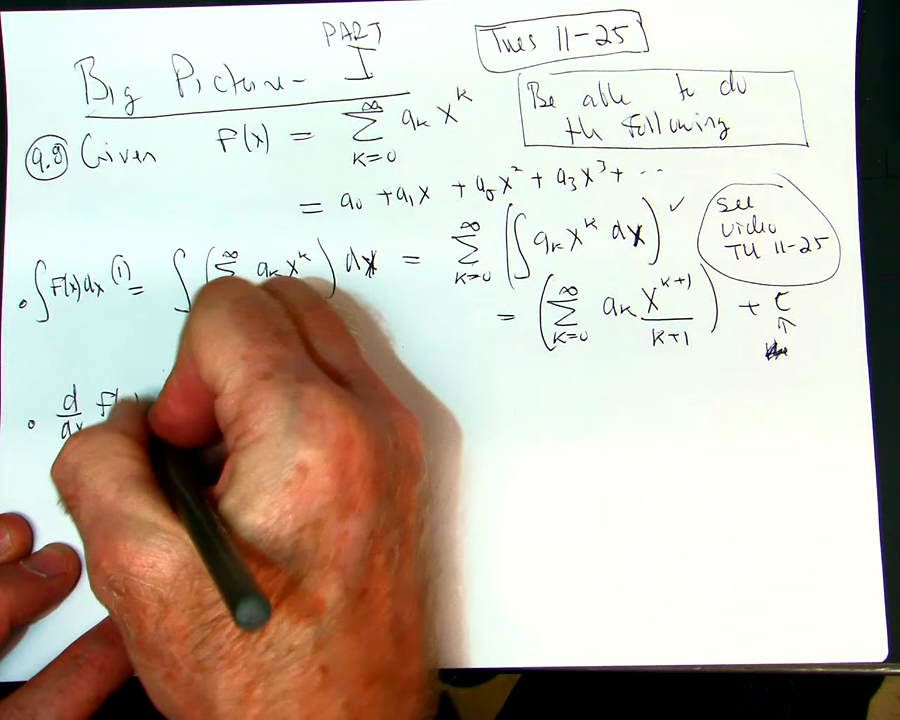 Big Picture - PART I
Tues 11-25
Be able to do
th following
9.8 Given F(x) = ∑_{k=0}^{∞} a_k x^k
= a_0 + a_1 x + a_2 x^2 + a_3 x^3 + ...
• ∫ F(x) dx (1) = ∫ ( ∑ ^{∞} a_k x^k ) dx = ∑_{k=0}^{∞} ( ∫ a_k x^k dx ) ✓
see
video
TU 11-25
= ( ∑_{k=0}^{∞} a_k x^{k+1} / k+1 ) + C
↑
• d/dx F